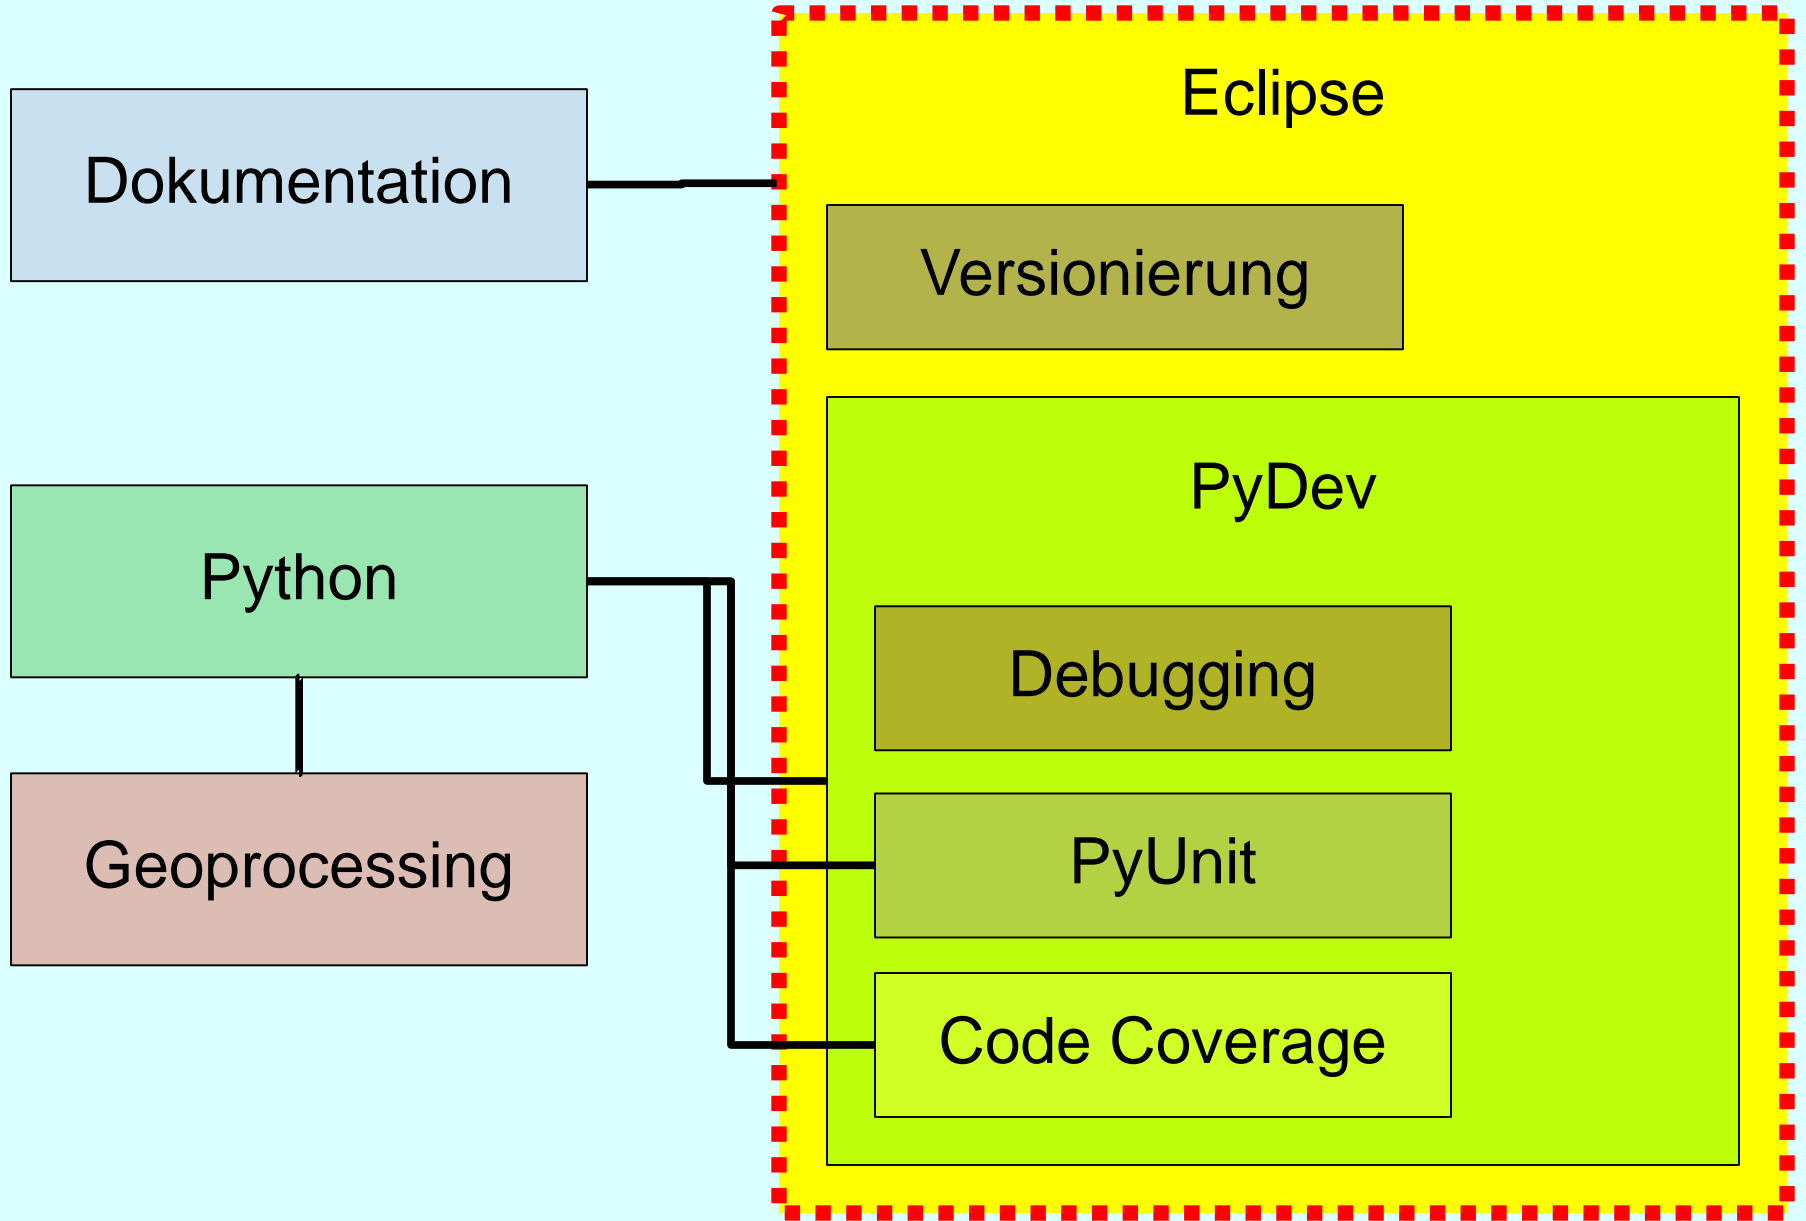 Eclipse
Dokumentation
Versionierung
PyDev
Python
Debugging
PyUnit
Geoprocessing
Code Coverage